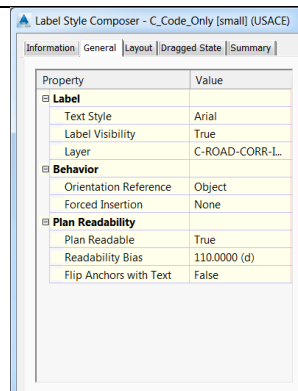 Label Style Composer - C_Code_Only [small] (USACE)
Information General Layout Dragged State Summary
Property Value
Label
Text Style Arial
Label Visibility True
Layer C-ROAD-CORR-I...
Behavior
Orientation Reference Object
Forced Insertion None
Plan Readability
Plan Readable True
Readability Bias 110.0000 (d)
Flip Anchors with Text False